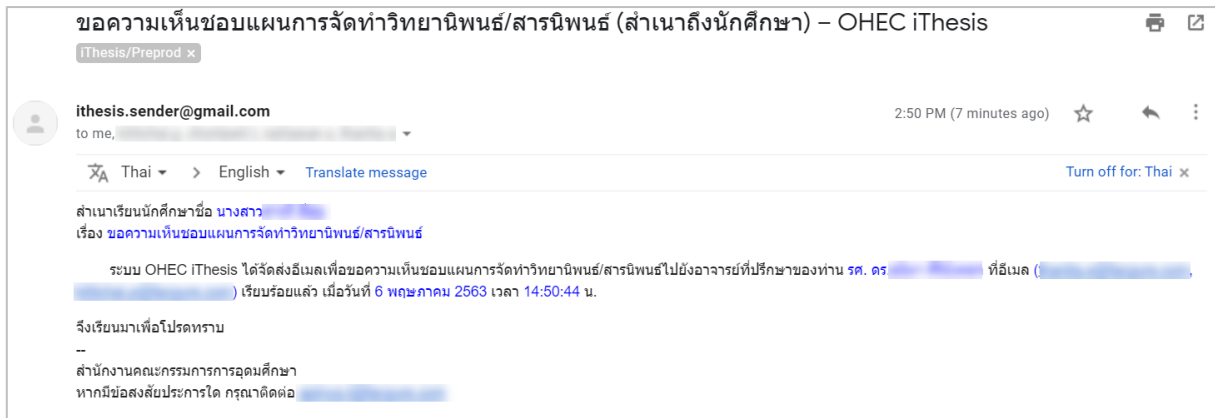 ขอความเห็นชอบแผนการจัดทำวิทยานิพนธ์/สารนิพนธ์ (สำเนาถึงนักศึกษา) – OHEC iThesis
iThesis/Preprod ×
ithesis.sender@gmail.com
2:50 PM (7 minutes ago)
to me,
Thai > English Translate message
Turn off for: Thai ×
สำเนาเรียนนักศึกษาชื่อ นางสาว
เรื่อง ขอความเห็นชอบแผนการจัดทำวิทยานิพนธ์/สารนิพนธ์
ระบบ OHEC iThesis ได้จัดส่งอีเมลเพื่อขอความเห็นชอบแผนการจัดทำวิทยานิพนธ์/สารนิพนธ์ไปยังอาจารย์ที่ปรึกษาของท่าน รศ. ดร. ที่อีเมล ( ,
) เรียบร้อยแล้ว เมื่อวันที่ 6 พฤษภาคม 2563 เวลา 14:50:44 น.
จึงเรียนมาเพื่อโปรดทราบ
--
สำนักงานคณะกรรมการการอุดมศึกษา
หากมีข้อสงสัยประการใด กรุณาติดต่อ